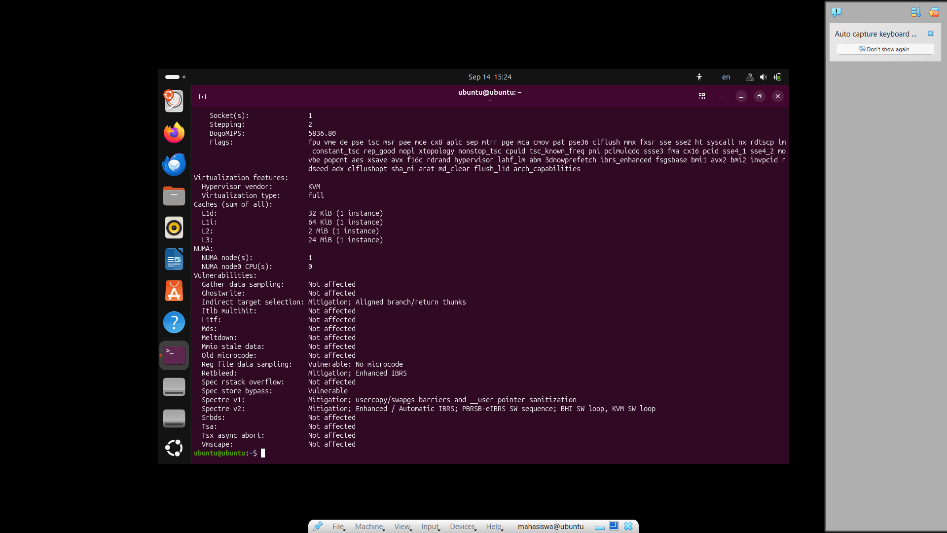 Auto capture keyboard ...
Don't show again
Sep 14 15:24
en
ubuntu@ubuntu: ~
Socket(s): 1
Stepping: 2
BogoMIPS: 5836.80
Flags: fpu vme de pse tsc msr pae mce cx8 apic sep mtrr pge mca cmov pat pse36 clflush mmx fxsr sse sse2 ht syscall nx rdtscp lm
constant_tsc rep_good nopl xtopology nonstop_tsc cpuid tsc_known_freq pni pclmulqdq ssse3 fma cx16 pcid sse4_1 sse4_2 mo
vbe popcnt aes xsave avx f16c rdrand hypervisor lahf_lm abm 3dnowprefetch ibrs_enhanced fsgsbase bmi1 avx2 bmi2 invpcid r
dseed adx clflushopt sha_ni arat md_clear flush_l1d arch_capabilities
Virtualization features:
Hypervisor vendor: KVM
Virtualization type: full
Caches (sum of all):
L1d: 32 KiB (1 instance)
L1i: 64 KiB (1 instance)
L2: 2 MiB (1 instance)
L3: 24 MiB (1 instance)
NUMA:
NUMA node(s): 1
NUMA node0 CPU(s): 0
Vulnerabilities:
Gather data sampling: Not affected
Ghostwrite: Not affected
Indirect target selection: Mitigation; Aligned branch/return thunks
Itlb multihit: Not affected
L1tf: Not affected
Mds: Not affected
Meltdown: Not affected
Mmio stale data: Not affected
Old microcode: Not affected
Reg file data sampling: Vulnerable: No microcode
Retbleed: Mitigation; Enhanced IBRS
Spec rstack overflow: Not affected
Spec store bypass: Vulnerable
Spectre v1: Mitigation; usercopy/swapgs barriers and __user pointer sanitization
Spectre v2: Mitigation; Enhanced / Automatic IBRS; PBRSB-eIBRS SW sequence; BHI SW loop, KVM SW loop
Srbds: Not affected
Tsa: Not affected
Tsx async abort: Not affected
Vmscape: Not affected
ubuntu@ubuntu:~$
File Machine View Input Devices Help mahasiswa@ubuntu